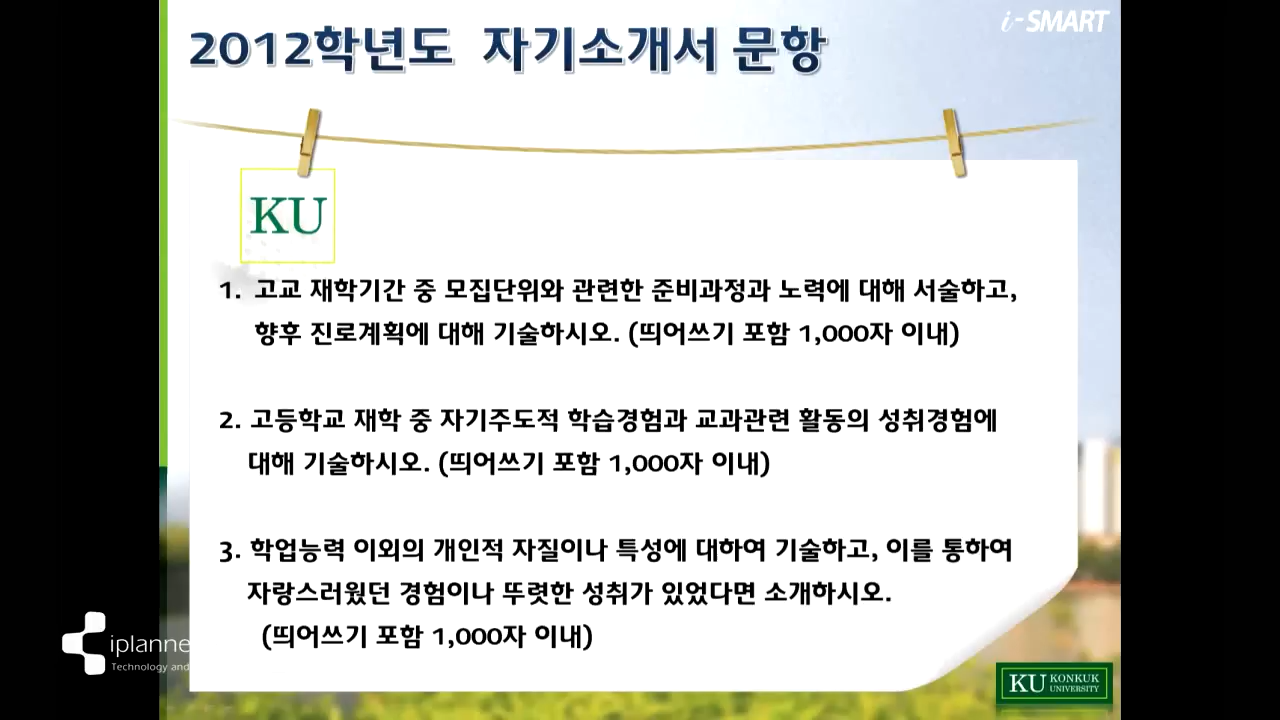 i-SMART
2012학년도 자기소개서 문항
KU
1. 고교 재학기간 중 모집단위와 관련한 준비과정과 노력에 대해 서술하고,
향후 진로계획에 대해 기술하시오. (띄어쓰기 포함 1,000자 이내)
2. 고등학교 재학 중 자기주도적 학습경험과 교과관련 활동의 성취경험에
대해 기술하시오. (띄어쓰기 포함 1,000자 이내)
3. 학업능력 이외의 개인적 자질이나 특성에 대하여 기술하고, 이를 통하여
자랑스러웠던 경험이나 뚜렷한 성취가 있었다면 소개하시오.
(띄어쓰기 포함 1,000자 이내)
iplanne
Technology and
KU KONKUK
UNIVERSITY